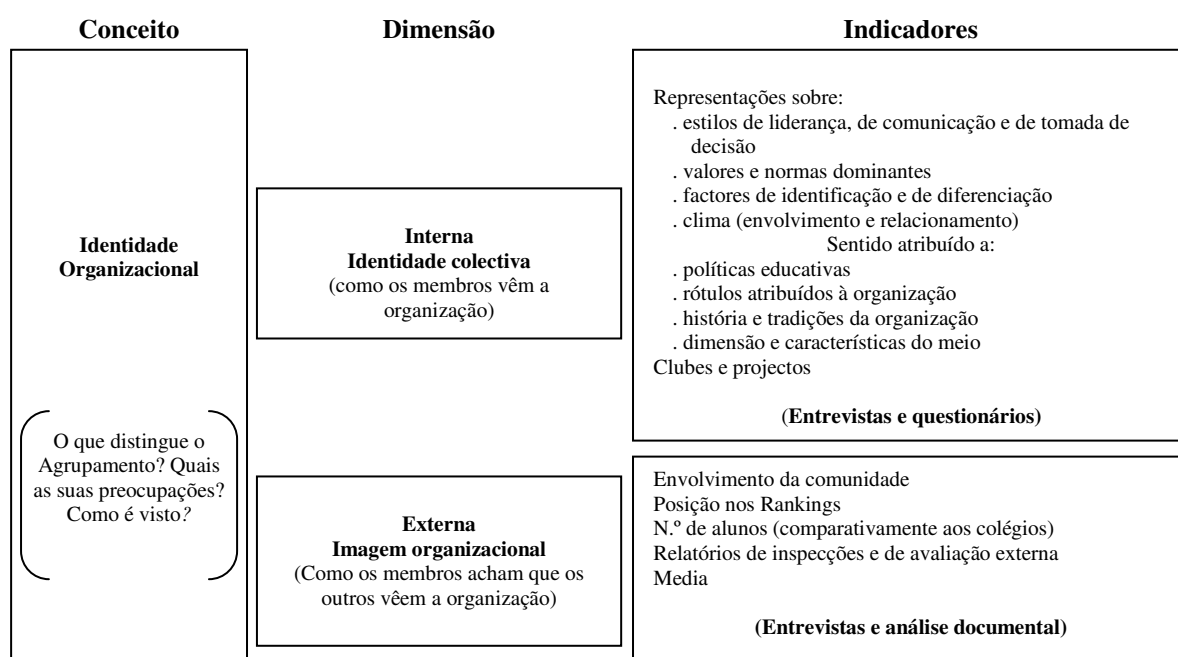 Conceito
Dimensão
Indicadores
Identidade
Organizacional
O que distingue o
Agrupamento? Quais
as suas preocupações?
Como é visto?
Interna
Identidade colectiva
(como os membros vêm a
organização)
Externa
Imagem organizacional
(Como os membros acham que os
outros vêem a organização)
Representações sobre:
. estilos de liderança, de comunicação e de tomada de
decisão
. valores e normas dominantes
. factores de identificação e de diferenciação
. clima (envolvimento e relacionamento)
Sentido atribuído a:
. políticas educativas
. rótulos atribuídos à organização
. história e tradições da organização
. dimensão e características do meio
Clubes e projectos
(Entrevistas e questionários)
Envolvimento da comunidade
Posição nos Rankings
N.º de alunos (comparativamente aos colégios)
Relatórios de inspecções e de avaliação externa
Media
(Entrevistas e análise documental)